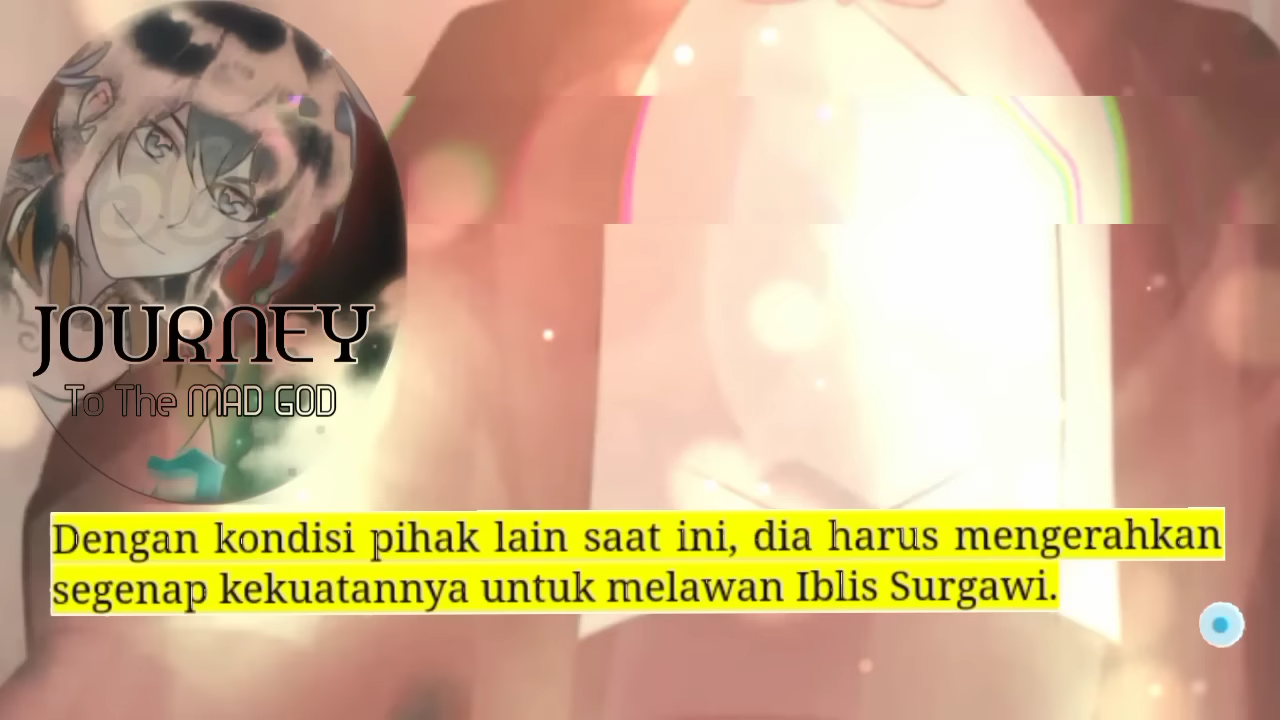 JOURNEY
To The MAD GOD
Dengan kondisi pihak lain saat ini, dia harus mengerahkan
segenap kekuatannya untuk melawan Iblis Surgawi.